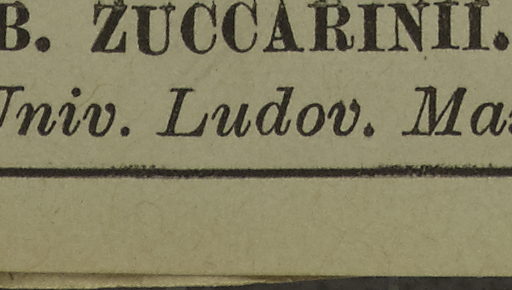 B. ZUCCARINII.
Univ. Ludov. Ma